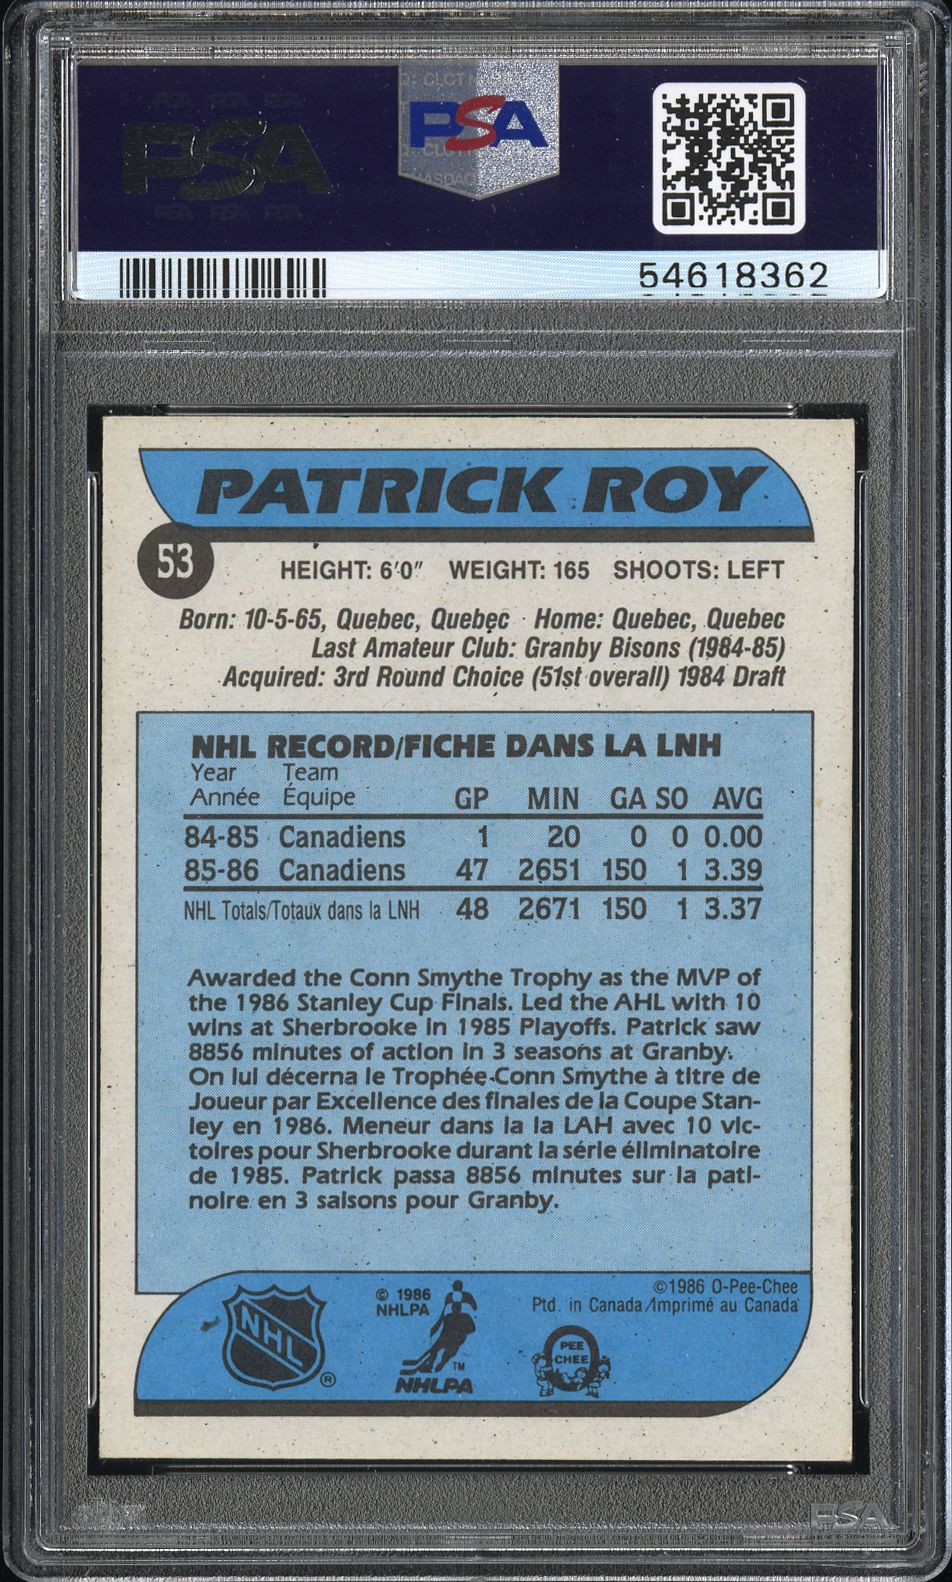 PSA
PSA
54618362
PATRICK ROY
53
HEIGHT: 6'0" WEIGHT: 165 SHOOTS: LEFT
Born: 10-5-65, Quebec, Quebec Home: Quebec, Quebec
Last Amateur Club: Granby Bisons (1984-85)
Acquired: 3rd Round Choice (51st overall) 1984 Draft
NHL RECORD/FICHE DANS LA LNH
Year Team
Année Équipe GP MIN GA SO AVG
84-85 Canadiens 1 20 0 0 0.00
85-86 Canadiens 47 2651 150 1 3.39
NHL Totals/Totaux dans la LNH 48 2671 150 1 3.37
Awarded the Conn Smythe Trophy as the MVP of
the 1986 Stanley Cup Finals. Led the AHL with 10
wins at Sherbrooke in 1985 Playoffs. Patrick saw
8856 minutes of action in 3 seasons at Granby.
On lui décerna le Trophée Conn Smythe à titre de
Joueur par Excellence des finales de la Coupe Stan-
ley en 1986. Meneur dans la la LAH avec 10 vic-
toires pour Sherbrooke durant la série éliminatoire
de 1985. Patrick passa 8856 minutes sur la pati-
noire en 3 saisons pour Granby.
NHL ®
© 1986
NHLPA
TM
NHLPA
©1986 O-Pee-Chee
Ptd. in Canada/Imprimé au Canada
PEE
CHEE
PSA